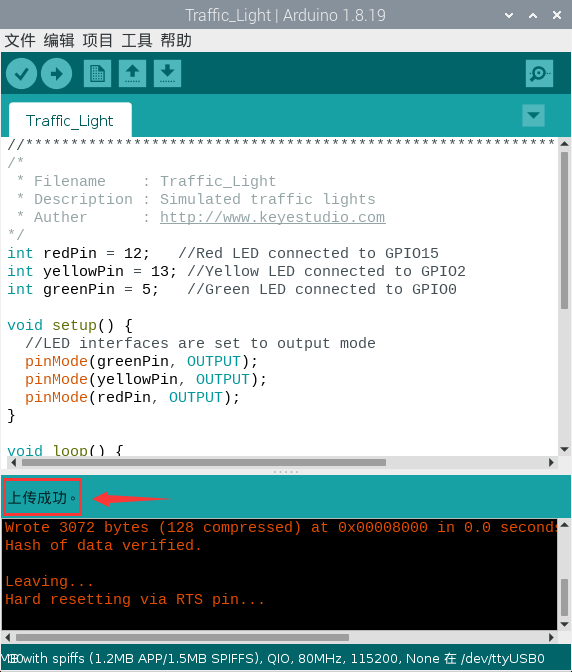 Traffic_Light | Arduino 1.8.19
文件 编辑 项目 工具 帮助
Traffic_Light
//***********************************************************
/*
 * Filename    : Traffic_Light
 * Description : Simulated traffic lights
 * Auther      : http://www.keyestudio.com
*/
int redPin = 12;   //Red LED connected to GPIO15
int yellowPin = 13; //Yellow LED connected to GPIO2
int greenPin = 5;   //Green LED connected to GPIO0
void setup() {
  //LED interfaces are set to output mode
  pinMode(greenPin, OUTPUT);
  pinMode(yellowPin, OUTPUT);
  pinMode(redPin, OUTPUT);
}
void loop() {
上传成功。
Wrote 3072 bytes (128 compressed) at 0x00008000 in 0.0 seconds
Hash of data verified.
Leaving...
Hard resetting via RTS pin...
with spiffs (1.2MB APP/1.5MB SPIFFS), QIO, 80MHz, 115200, None 在 /dev/ttyUSB0